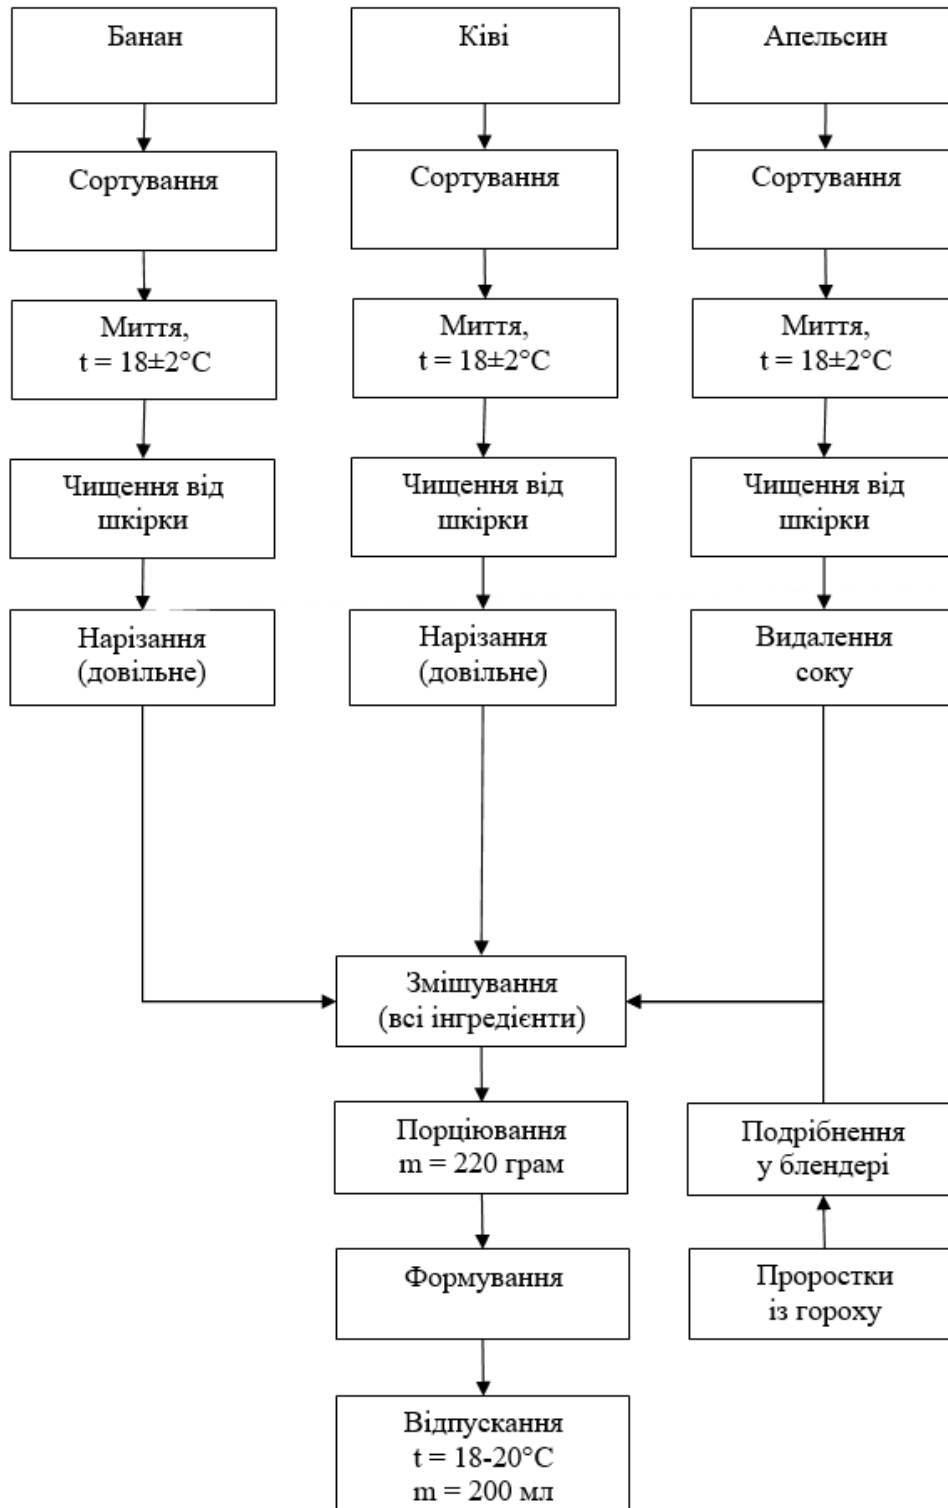 Банан
Ківі
Апельсин
Сортування
Сортування
Сортування
Миття,
t = 18±2°C
Миття,
t = 18±2°C
Миття,
t = 18±2°C
Чищення від
шкірки
Чищення від
шкірки
Чищення від
шкірки
Нарізання
(довільне)
Нарізання
(довільне)
Видалення
соку
Змішування
(всі інгредієнти)
Порціювання
m = 220 грам
Подрібнення
у блендері
Формування
Проростки
із гороху
Відпускання
t = 18-20°C
m = 200 мл